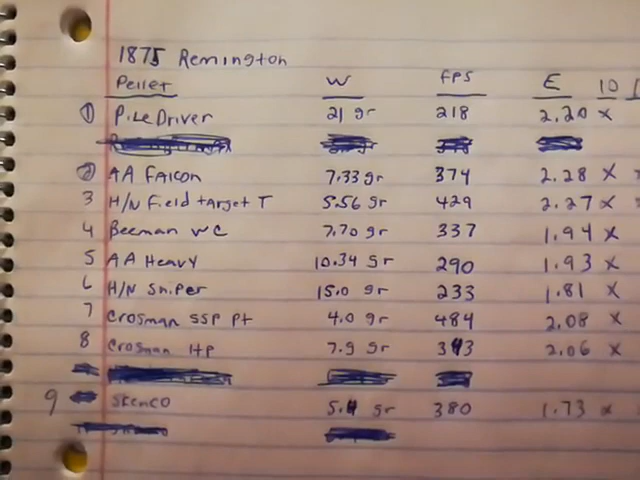 1875 Remington
Pellet W FPS E 10
① PileDriver 21 gr 218 2.20 x
② AA Falcon 7.33 gr 374 2.28 x
3 H/N Field target T 5.56 gr 429 2.27 x
4 Beeman WC 7.70 gr 337 1.94 x
5 AA Heavy 10.34 gr 290 1.93 x
6 H/N Sniper 15.0 gr 233 1.81 x
7 Crosman SSP Pt 4.0 gr 484 2.08 x
8 Crosman HP 7.9 gr 343 2.06 x
9 Skenco 5.4 gr 380 1.73 x